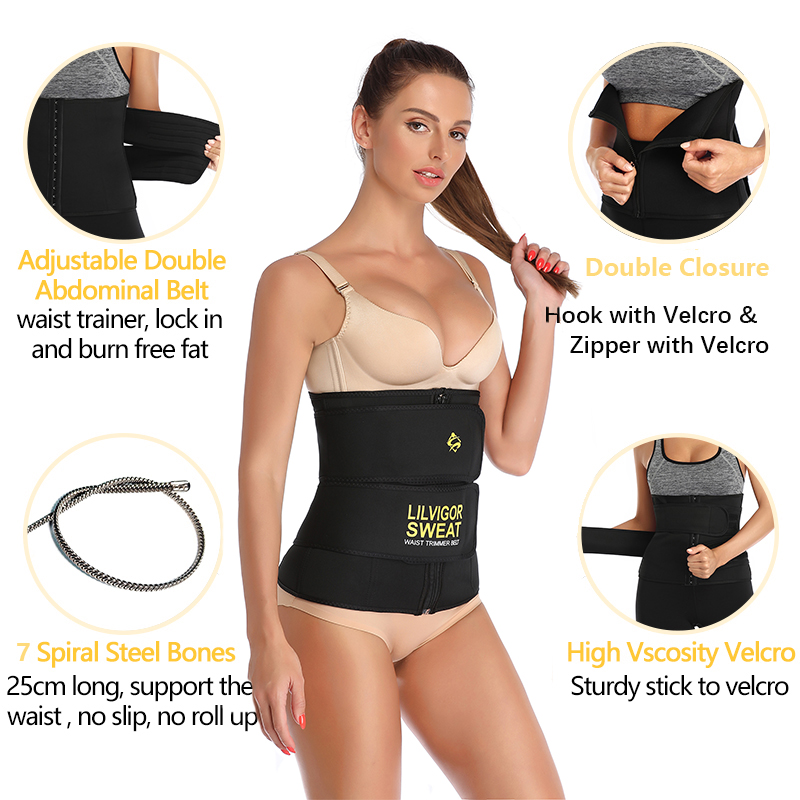 Adjustable Double
Abdominal Belt
waist trainer, lock in
and burn free fat
Double Closure
Hook with Velcro &
Zipper with Velcro
LILVIGOR
SWEAT
WAIST TRIMMER BELT
7 Spiral Steel Bones
25cm long, support the
waist , no slip, no roll up
High Vscosity Velcro
Sturdy stick to velcro